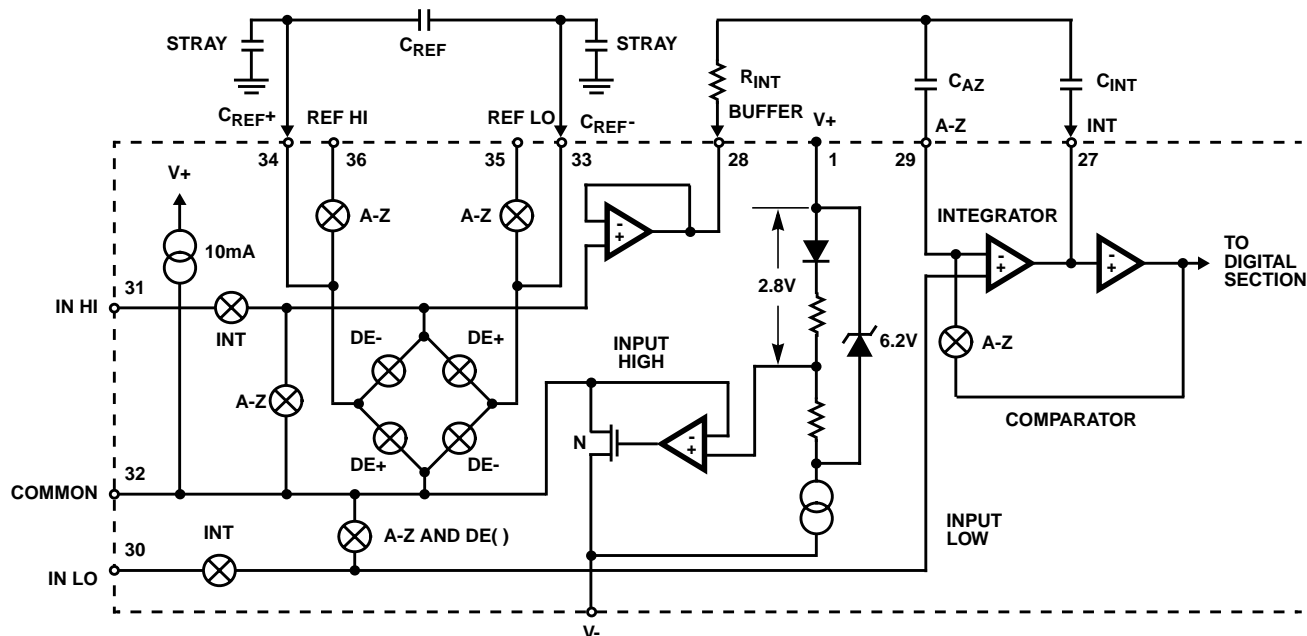 STRAY
C_REF
STRAY
R_INT
C_AZ
C_INT
C_REF+
REF HI
REF LO
C_REF-
BUFFER
V+
A-Z
INT
34
36
35
33
28
1
29
27
V+
10mA
A-Z
A-Z
-
+
2.8V
6.2V
INTEGRATOR
-
+
TO
DIGITAL
SECTION
A-Z
COMPARATOR
31
IN HI
INT
DE-
DE+
A-Z
DE+
DE-
INPUT
HIGH
N
-
+
32
COMMON
INT
A-Z AND DE( )
INPUT
LOW
30
IN LO
V-